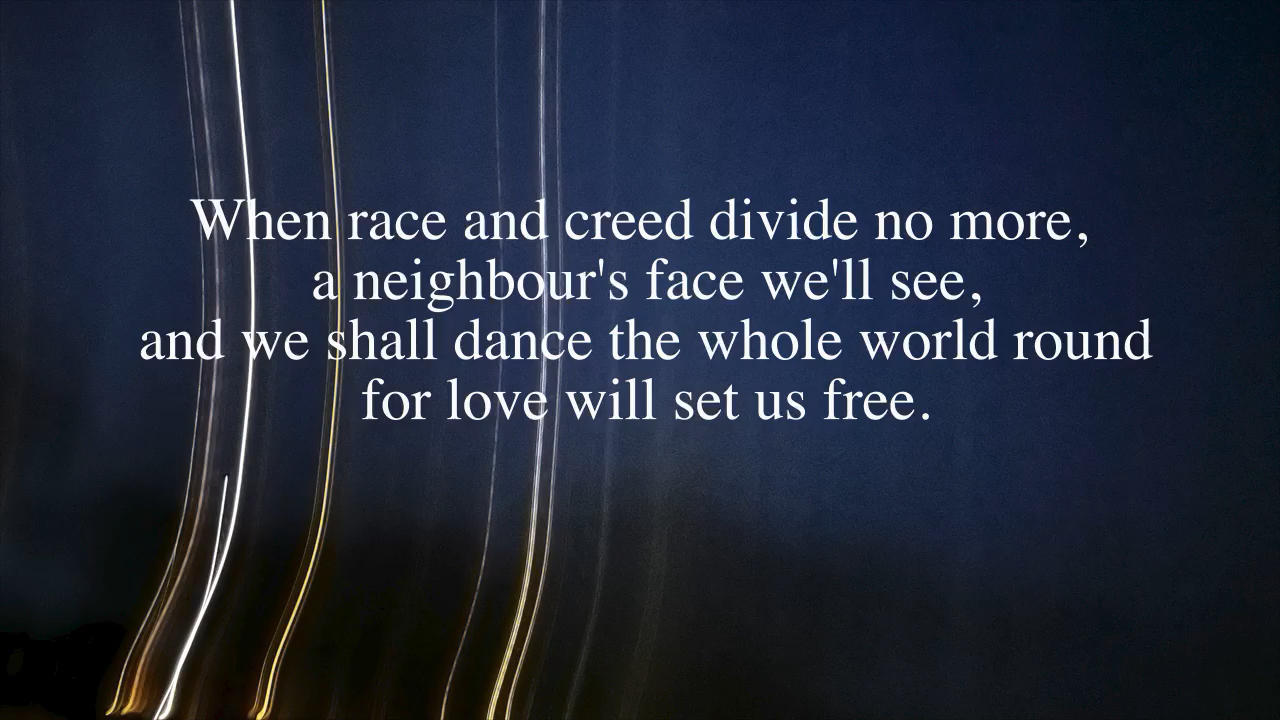 When race and creed divide no more,
a neighbour's face we'll see,
and we shall dance the whole world round
for love will set us free.